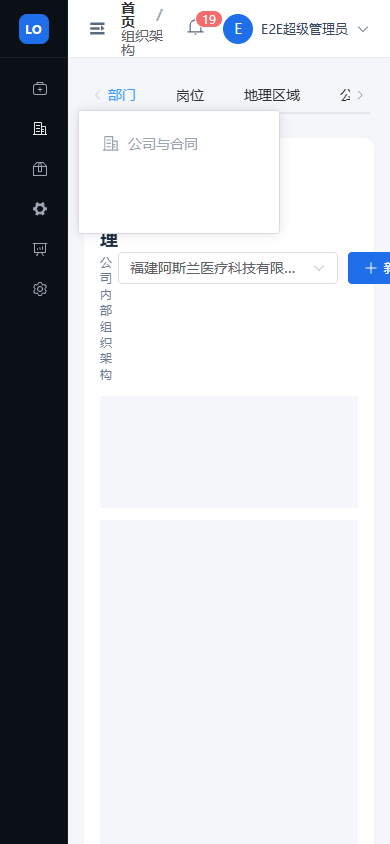 LO
首页
/
组织架构
19
E
E2E超级管理员
部门
岗位
地理区域
公司与合同
理
公司内部组织架构
福建阿斯兰医疗科技有限...